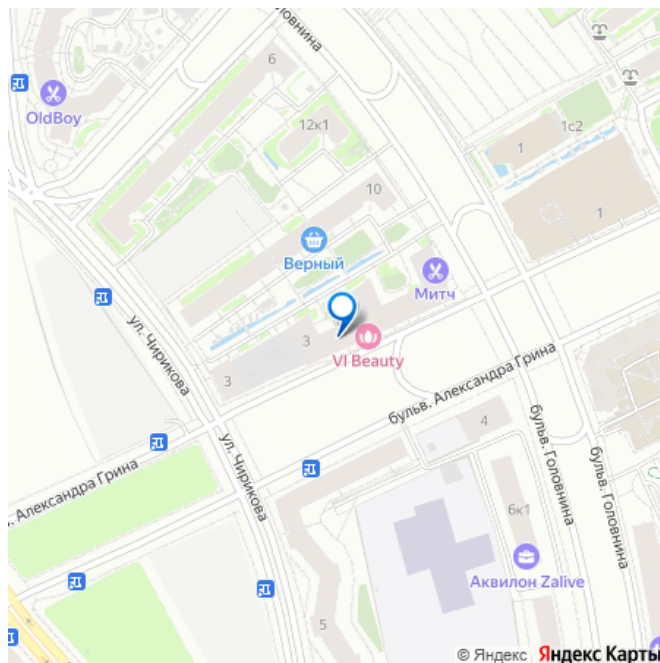 ловнина
6
OldBoy
12к1
1с2
1
10
1
Верный
Митч
ул. Чирикова
3
VI Beauty
3
бульв. Александра Грина
4
бульв. Головнина
ул. Чирикова
бульв. Головнина
. Александра Грина
6к1
Аквилон Zalive
5
© Яндекс Яндекс Карты